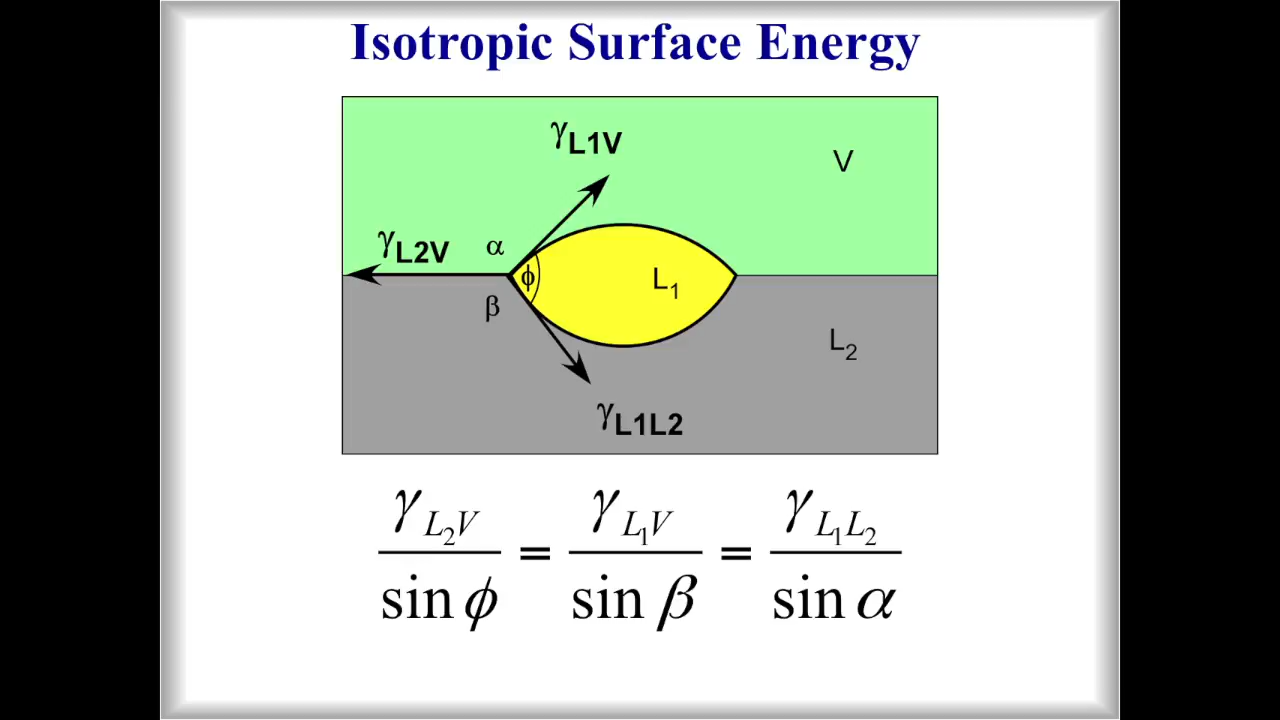 Isotropic Surface Energy
γL1V
V
γL2V
α
ϕ
L1
β
L2
γL1L2
γL2V / sin ϕ = γL1V / sin β = γL1L2 / sin α